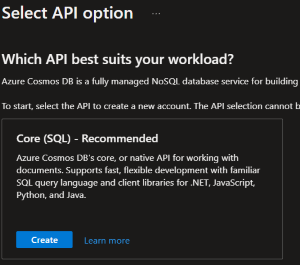 Select API option ...
Which API best suits your workload?
Azure Cosmos DB is a fully managed NoSQL database service for building
To start, select the API to create a new account. The API selection cannot b
Core (SQL) - Recommended
Azure Cosmos DB's core, or native API for working with
documents. Supports fast, flexible development with familiar
SQL query language and client libraries for .NET, JavaScript,
Python, and Java.
Create Learn more